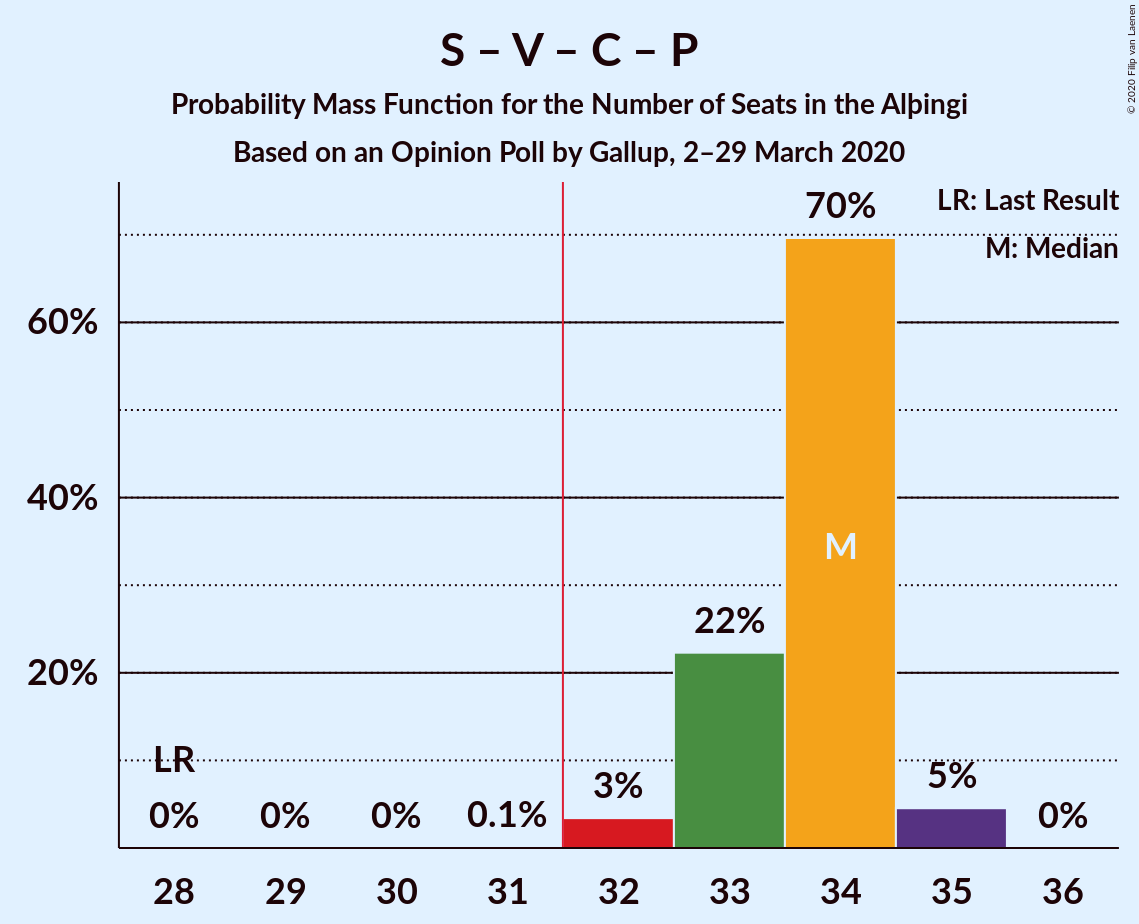 S – V – C – P
Probability Mass Function for the Number of Seats in the Alþingi
Based on an Opinion Poll by Gallup, 2–29 March 2020
© 2020 Filip van Laenen
LR: Last Result
M: Median
60%
40%
20%
LR
0%
0%
0%
0.1%
3%
22%
70%
M
5%
0%
28 29 30 31 32 33 34 35 36